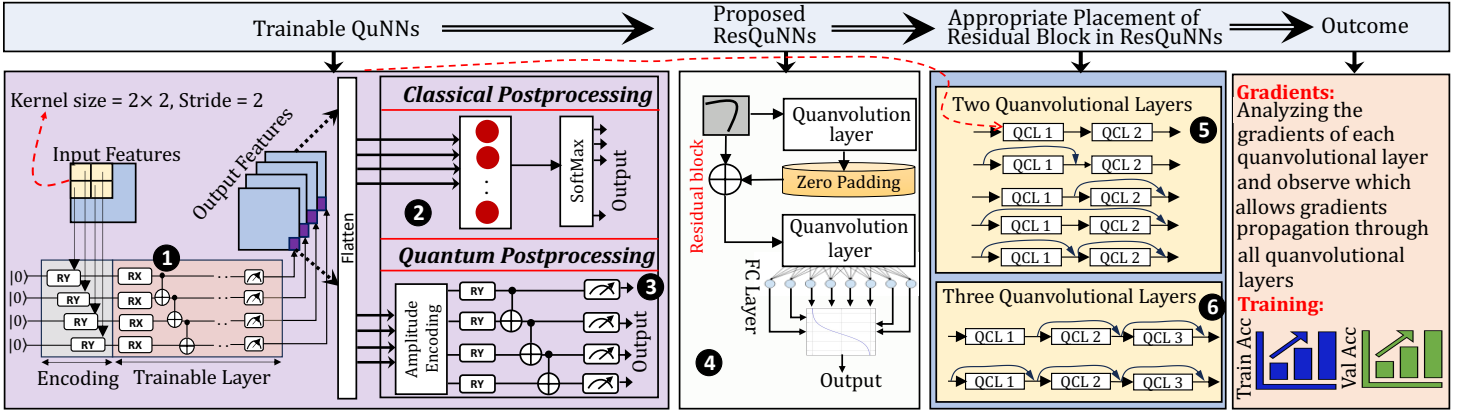 Trainable QuNNs
Proposed
ResQuNNs
Appropriate Placement of
Residual Block in ResQuNNs
Outcome
Kernel size = 2× 2, Stride = 2
Input Features
Output Features
|0⟩
|0⟩
|0⟩
|0⟩
RY
RY
RY
RY
RX
RX
RX
RX
1
Encoding
Trainable Layer
Flatten
Classical Postprocessing
2
SoftMax
Output
Quantum Postprocessing
3
Amplitude
Encoding
RY
RY
RY
RY
Output
Quanvolution
layer
Zero Padding
Residual block
Quanvolution
layer
FC Layer
4
Output
Two Quanvolutional Layers
5
QCL 1
QCL 2
QCL 1
QCL 2
QCL 1
QCL 2
QCL 1
QCL 2
QCL 1
QCL 2
Three Quanvolutional Layers
6
QCL 1
QCL 2
QCL 3
QCL 1
QCL 2
QCL 3
Gradients:
Analyzing the
gradients of each
quanvolutional layer
and observe which
allows gradients
propagation through
all quanvolutional
layers
Training:
Train Acc
Val Acc